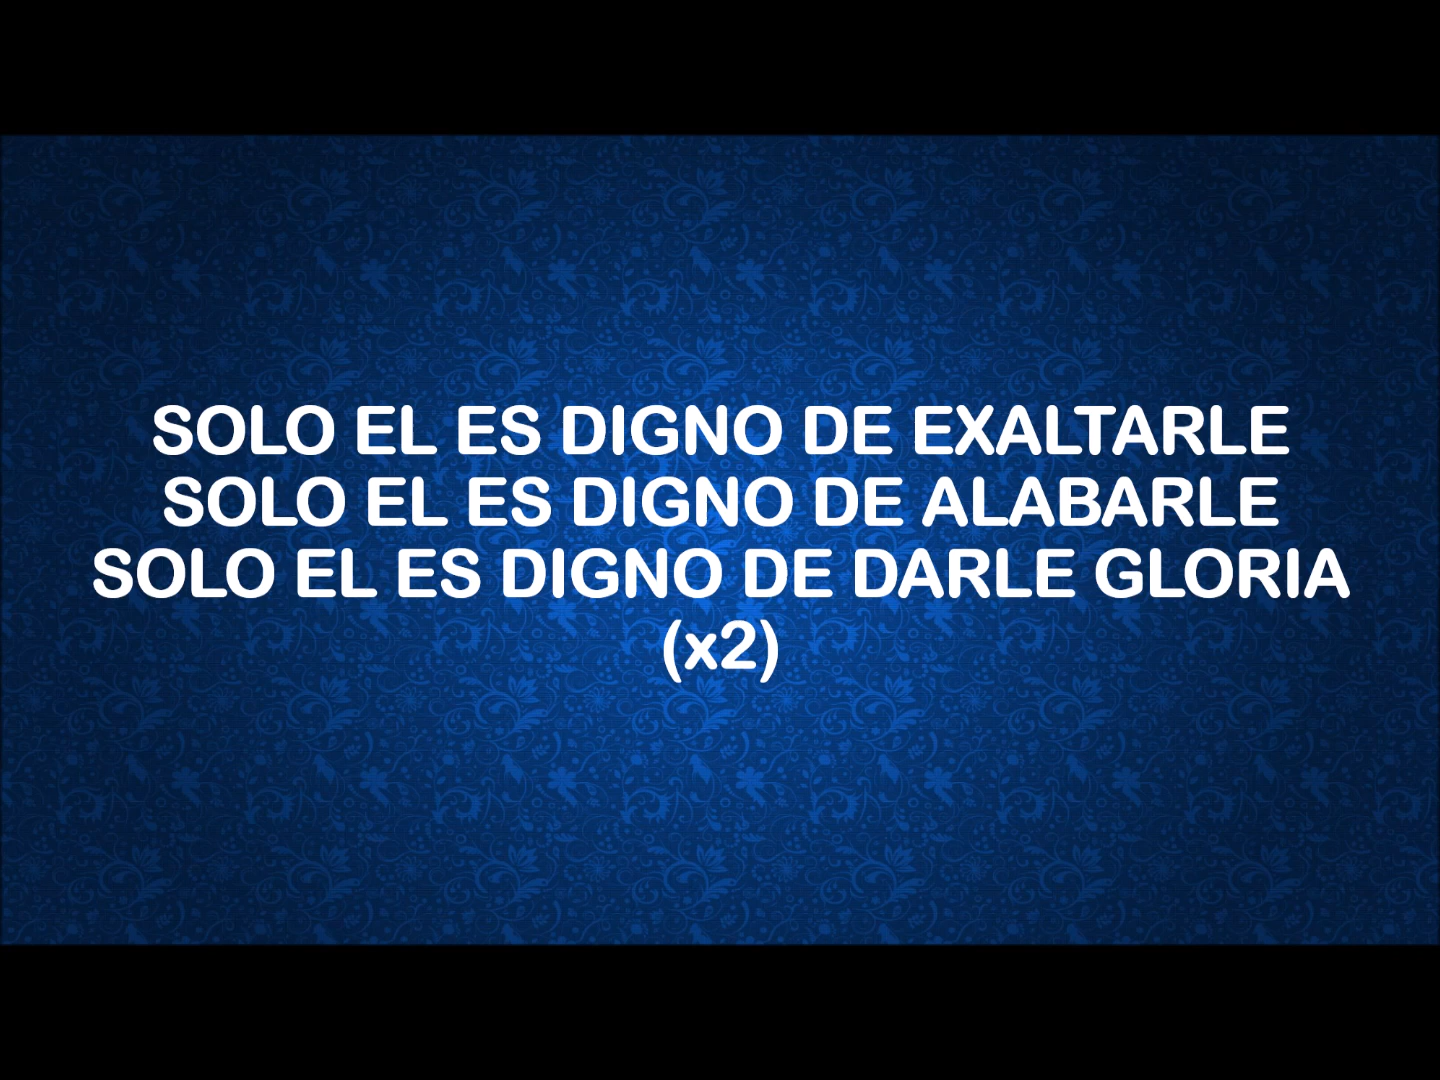 SOLO EL ES DIGNO DE EXALTARLE
SOLO EL ES DIGNO DE ALABARLE
SOLO EL ES DIGNO DE DARLE GLORIA
(x2)